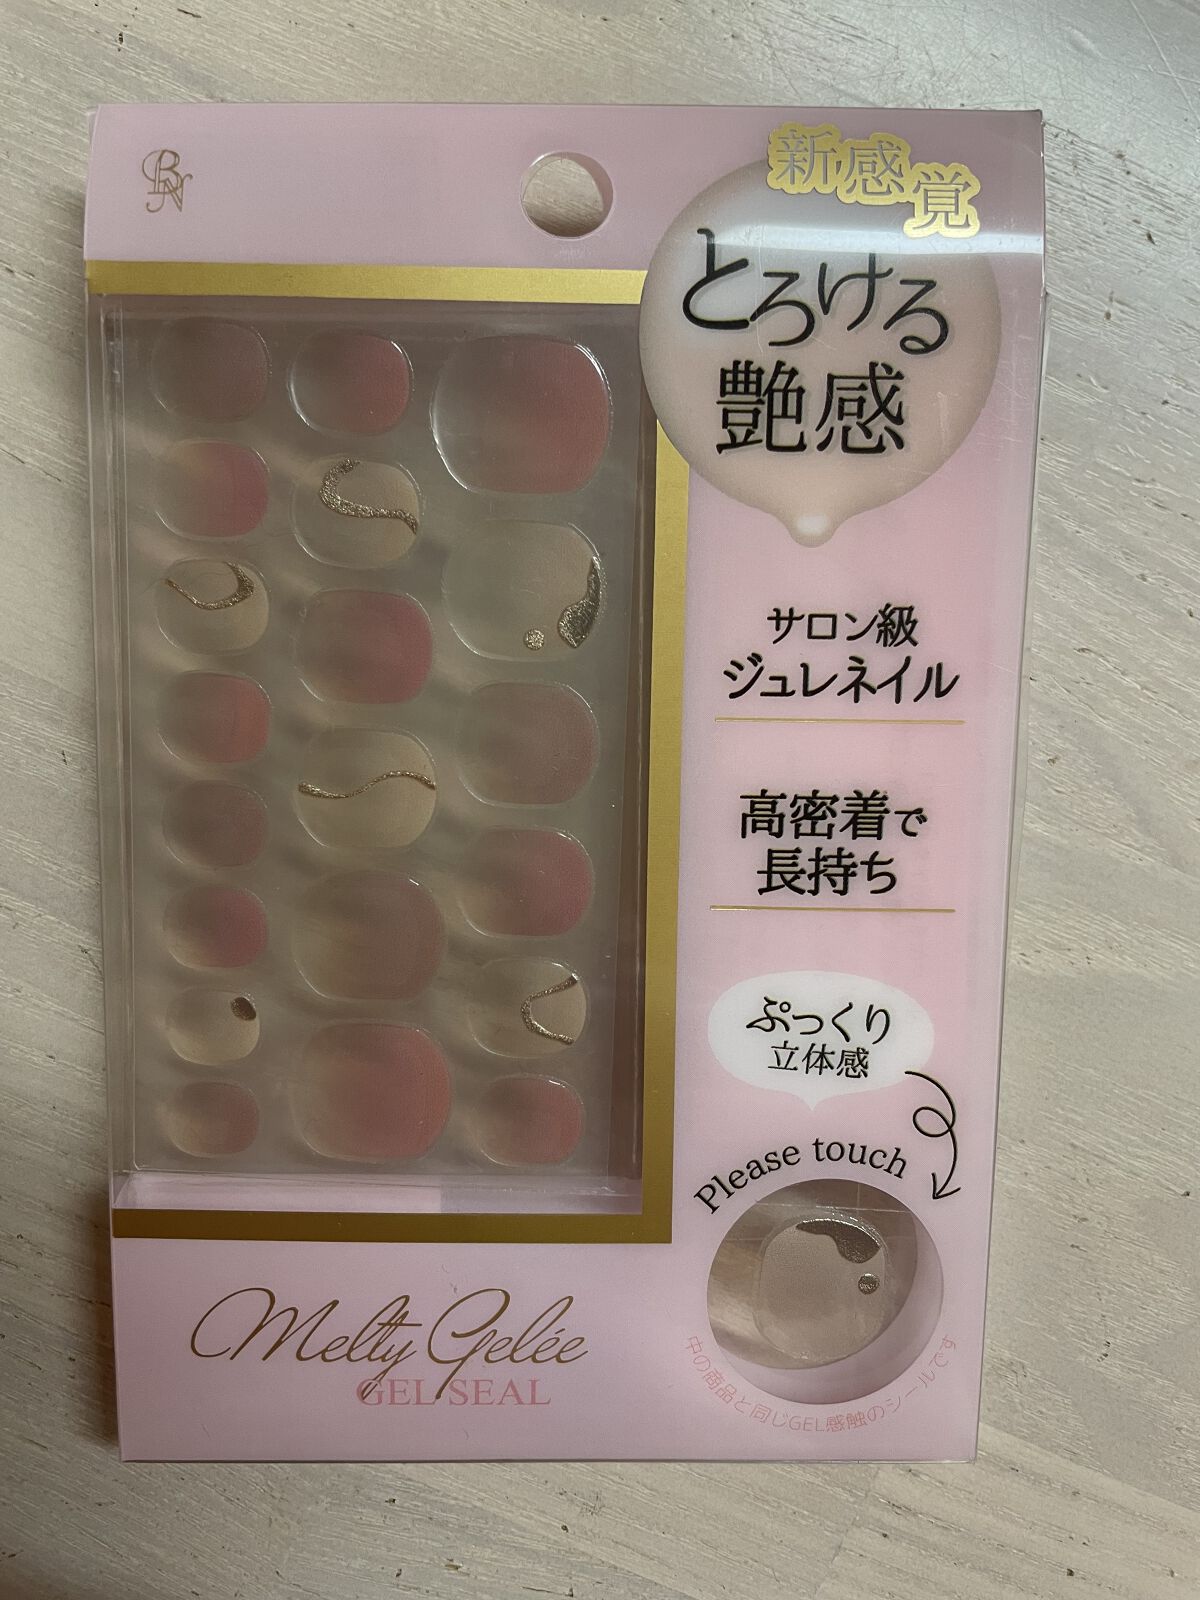 BN
新感覚
とろける
艶感
サロン級
ジュレネイル
高密着で
長持ち
ぷっくり
立体感
Please touch
中の商品と同じGEL感触のシールです
Melty Gelée
GEL SEAL